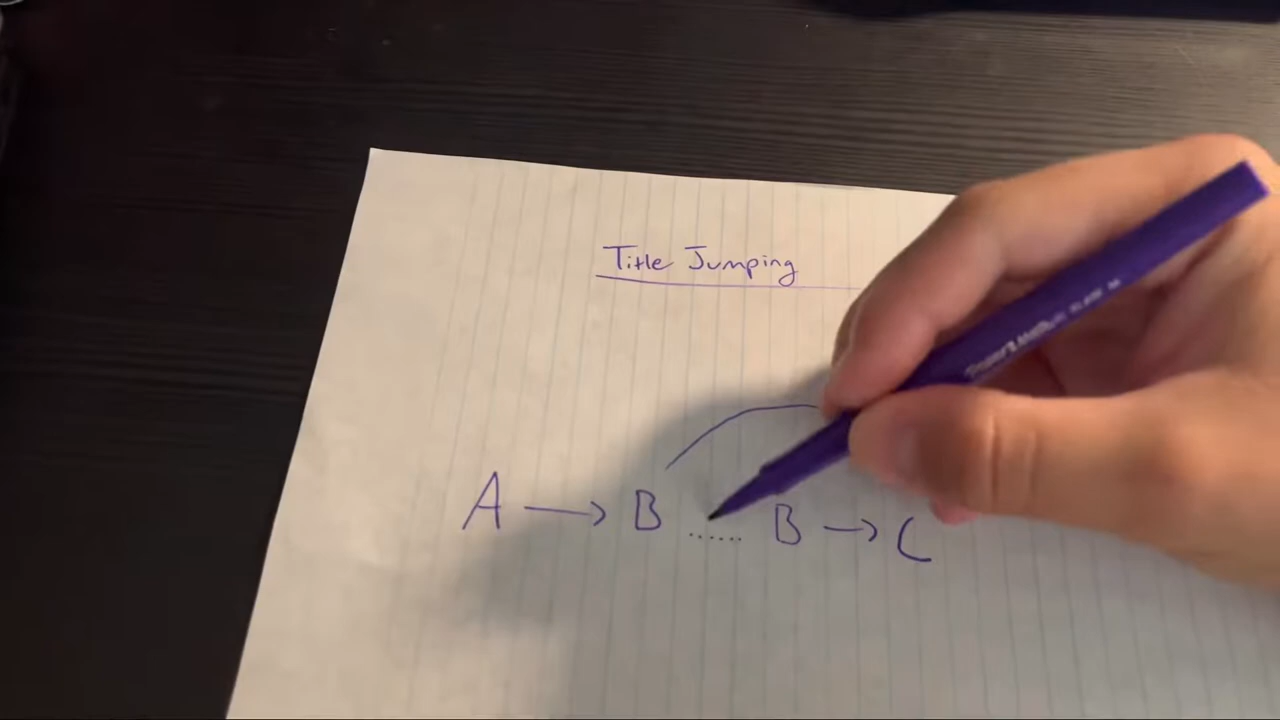 Title Jumping
A → B ...... B → C